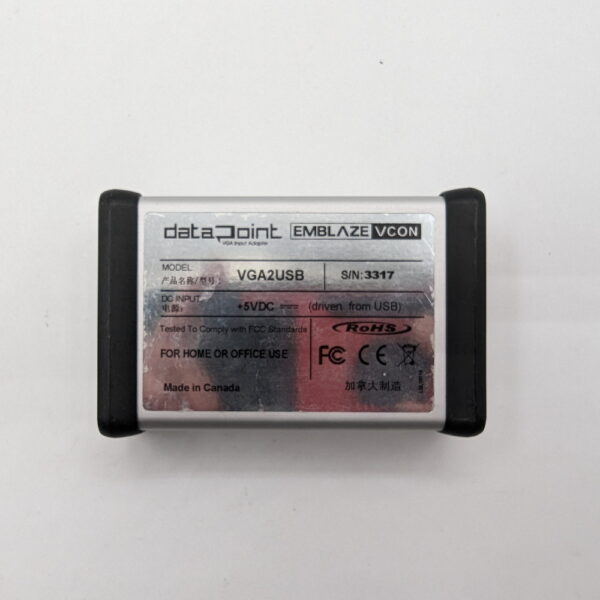 dataPoint EMBLAZE VCON
VGA Input Adapter
MODEL: VGA2USB S/N: 3317
产品名称/型号:
DC INPUT: +5VDC (driven from USB)
电源:
Tested To Comply with FCC Standards RoHS
FOR HOME OR OFFICE USE FC CE
Made in Canada 加拿大制造